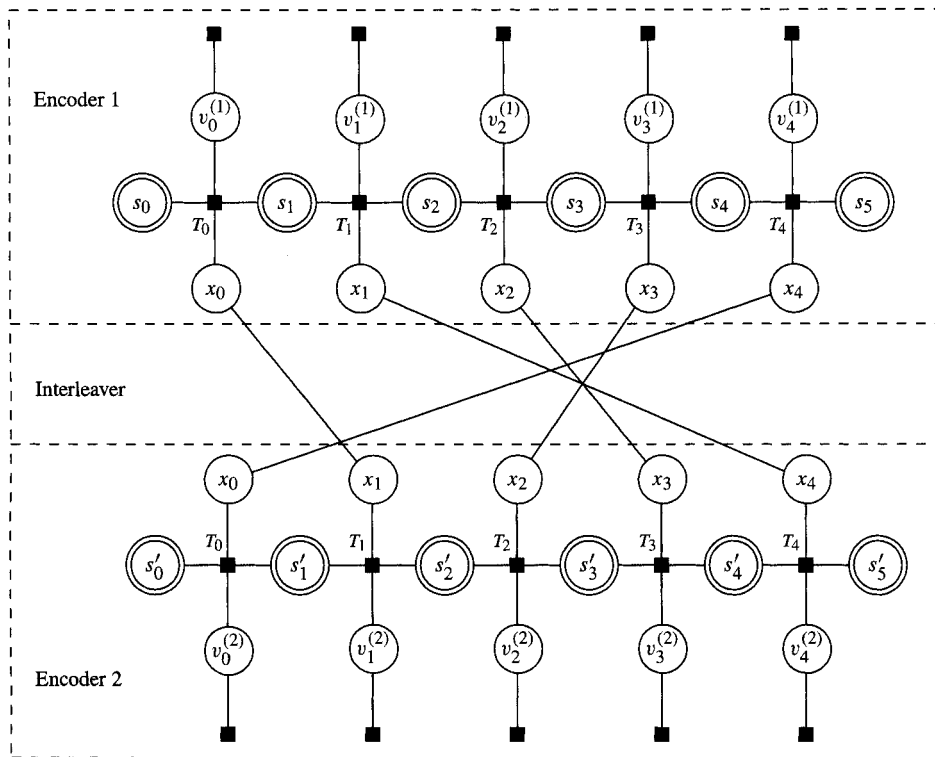 Encoder 1
v₀⁽¹⁾ v₁⁽¹⁾ v₂⁽¹⁾ v₃⁽¹⁾ v₄⁽¹⁾
s₀ s₁ s₂ s₃ s₄ s₅
T₀ T₁ T₂ T₃ T₄
x₀ x₁ x₂ x₃ x₄
Interleaver
x₀ x₁ x₂ x₃ x₄
T₀ T₁ T₂ T₃ T₄
s′₀ s′₁ s′₂ s′₃ s′₄ s′₅
v₀⁽²⁾ v₁⁽²⁾ v₂⁽²⁾ v₃⁽²⁾ v₄⁽²⁾
Encoder 2